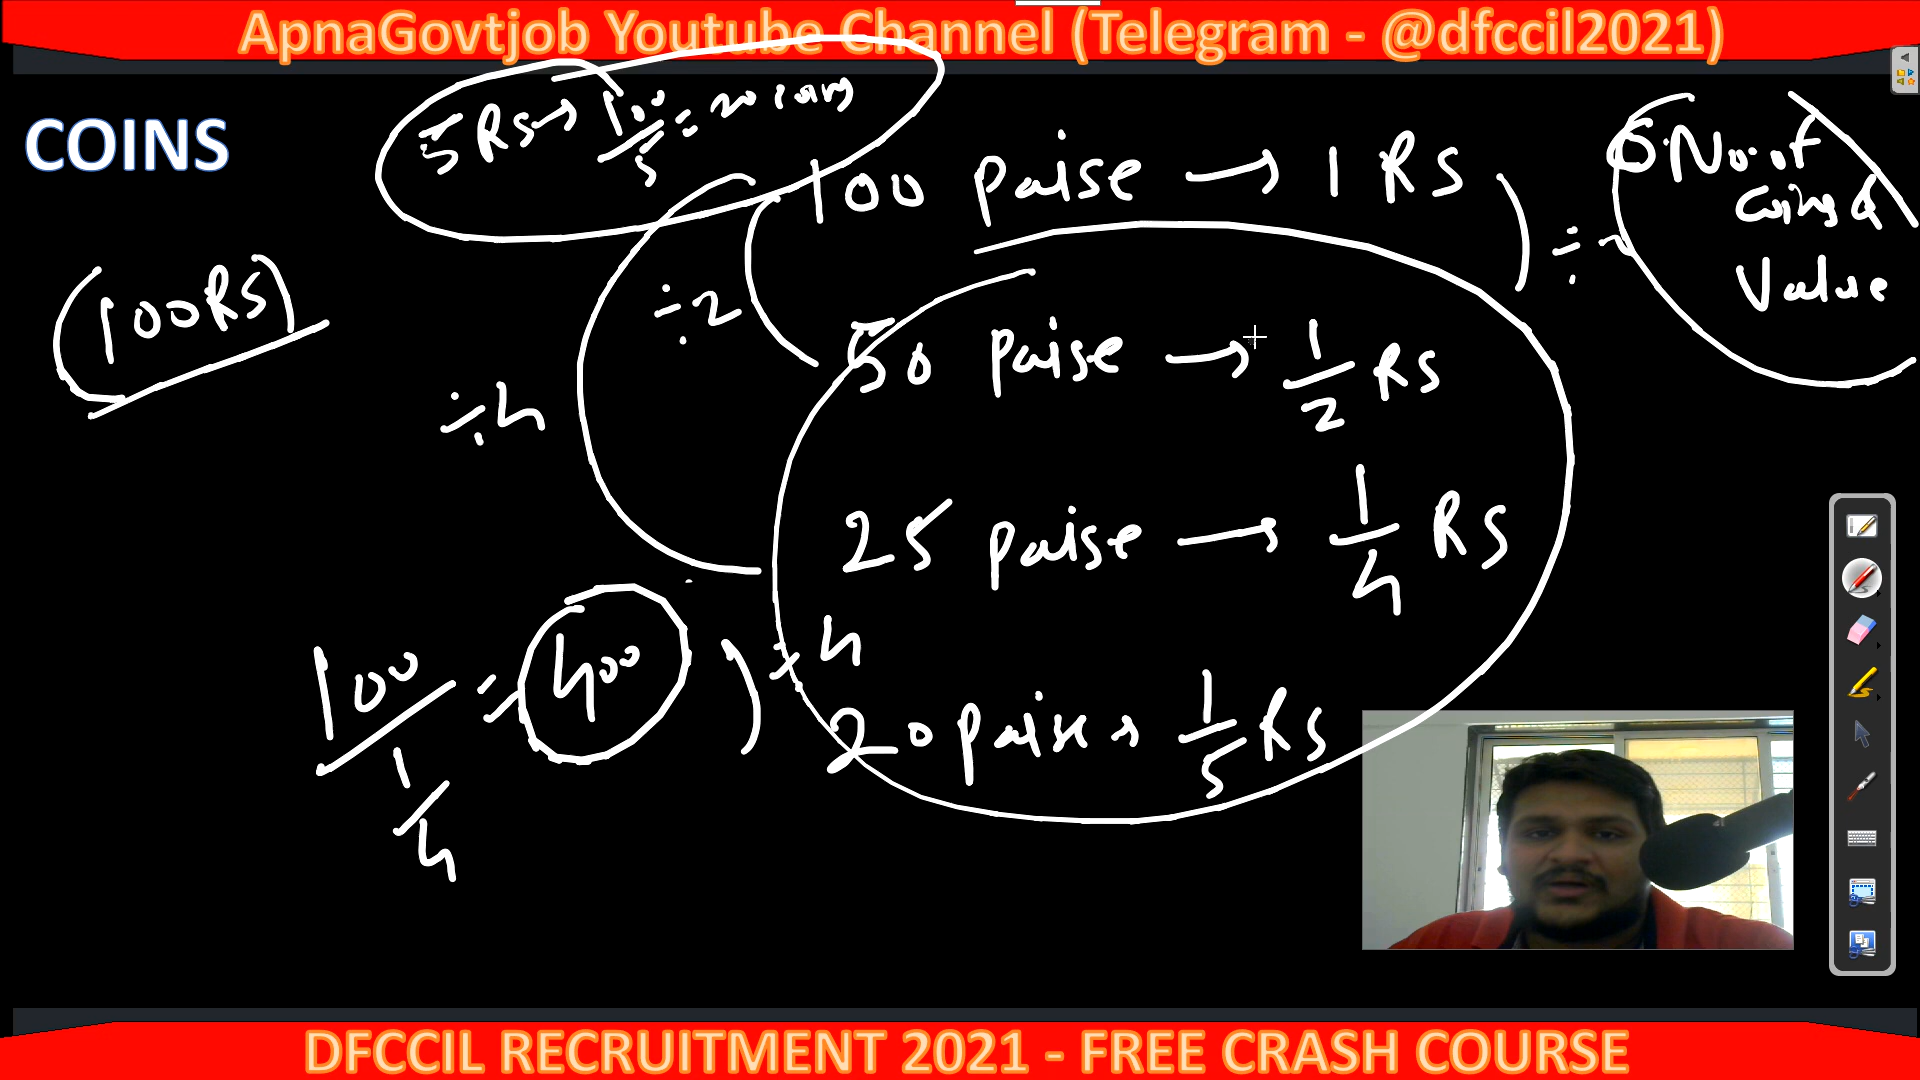 ApnaGovtjob Youtube Channel (Telegram - @dfccil2021)
COINS
5 RS → 100/5 = 20 coins
100 paise → 1 RS
÷ 2
No. of
Coins &
Value
(100RS)
÷2
50 paise → 1/2 RS
÷4
25 paise → 1/4 RS
100/1/4 = 400
÷ 4
20 paise → 1/5 RS
DFCCIL RECRUITMENT 2021 - FREE CRASH COURSE